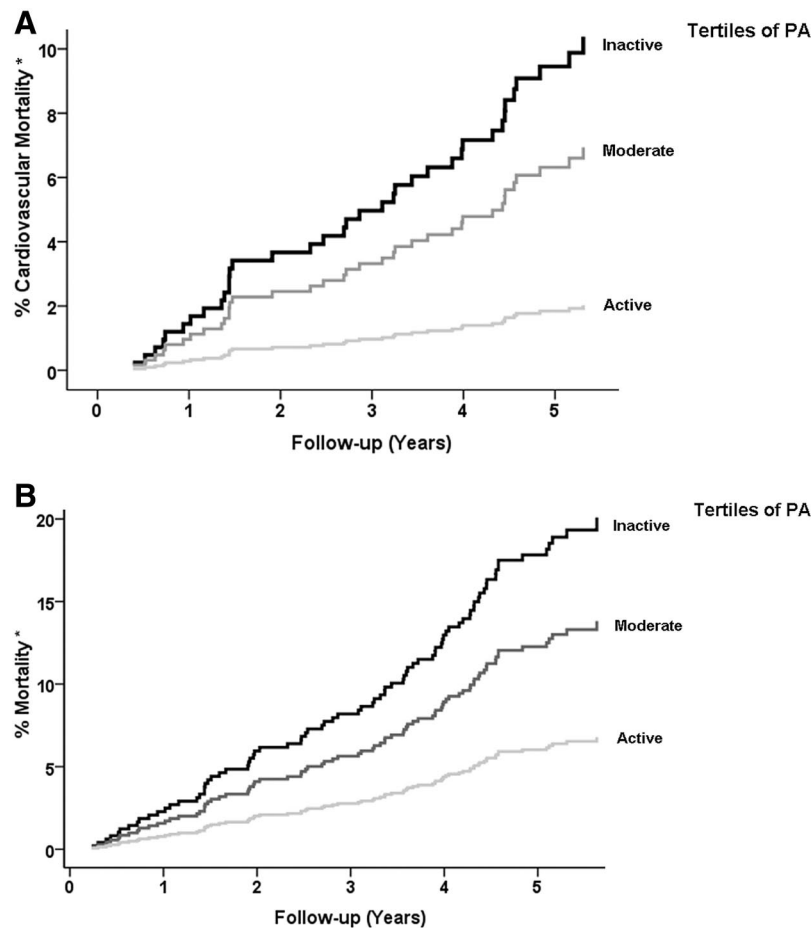 A
Tertiles of PA
Inactive
Moderate
Active
% Cardiovascular Mortality *
10
8
6
4
2
0
0 1 2 3 4 5
Follow-up (Years)
B
Tertiles of PA
Inactive
Moderate
Active
% Mortality *
20
15
10
5
0
0 1 2 3 4 5
Follow-up (Years)